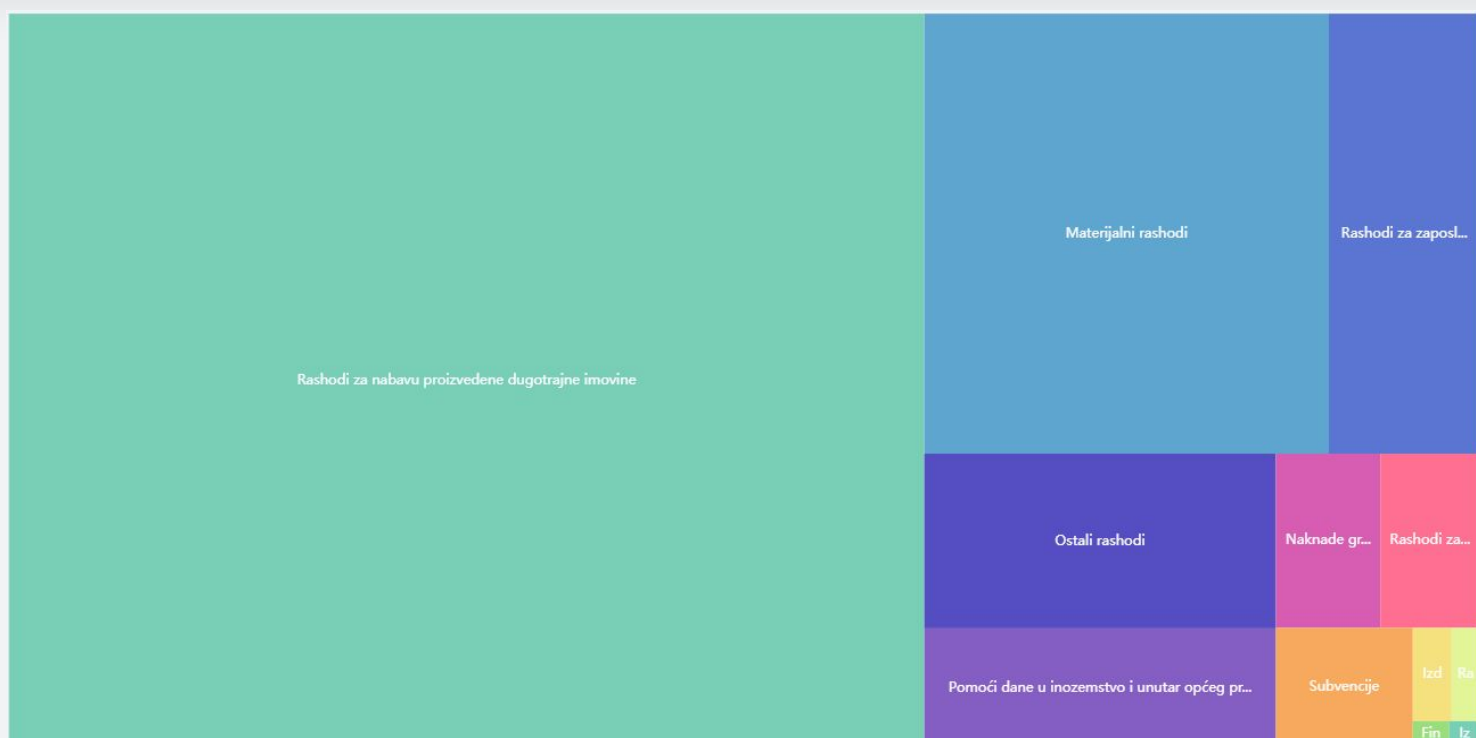 Rashodi za nabavu proizvedene dugotrajne imovine
Materijalni rashodi
Rashodi za zaposl...
Ostali rashodi
Naknade gr...
Rashodi za...
Pomoći dane u inozemstvo i unutar općeg pr...
Subvencije
Izd
Ra
Fin
Iz